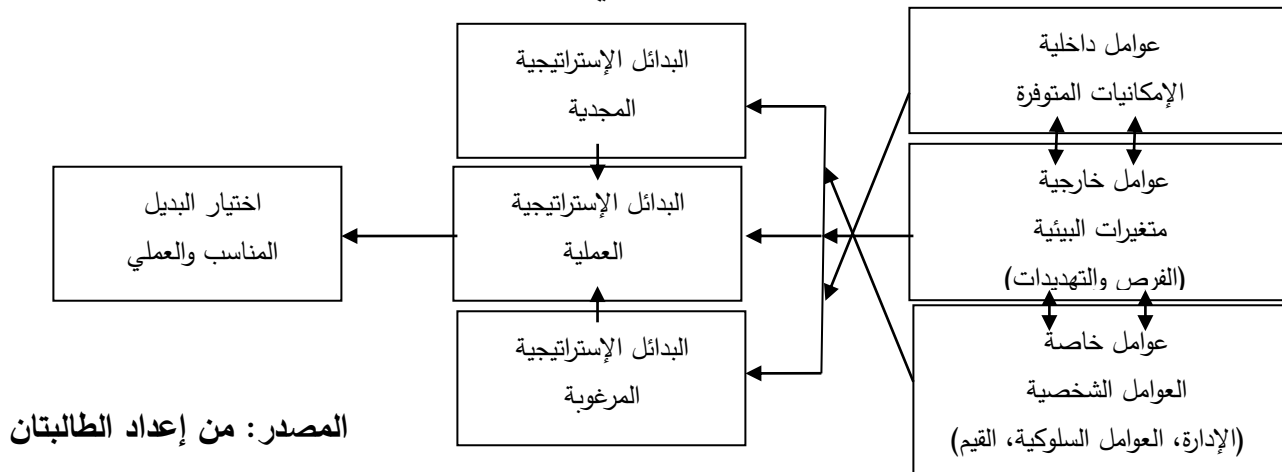 عوامل داخلية
الإمكانيات المتوفرة
عوامل خارجية
متغيرات البيئية
(الفرص والتهديدات)
عوامل خاصة
العوامل الشخصية
(الإدارة، العوامل السلوكية، القيم)
البدائل الإستراتيجية
المجدية
البدائل الإستراتيجية
العملية
البدائل الإستراتيجية
المرغوبة
اختيار البديل
المناسب والعملي
المصدر: من إعداد الطالبتان